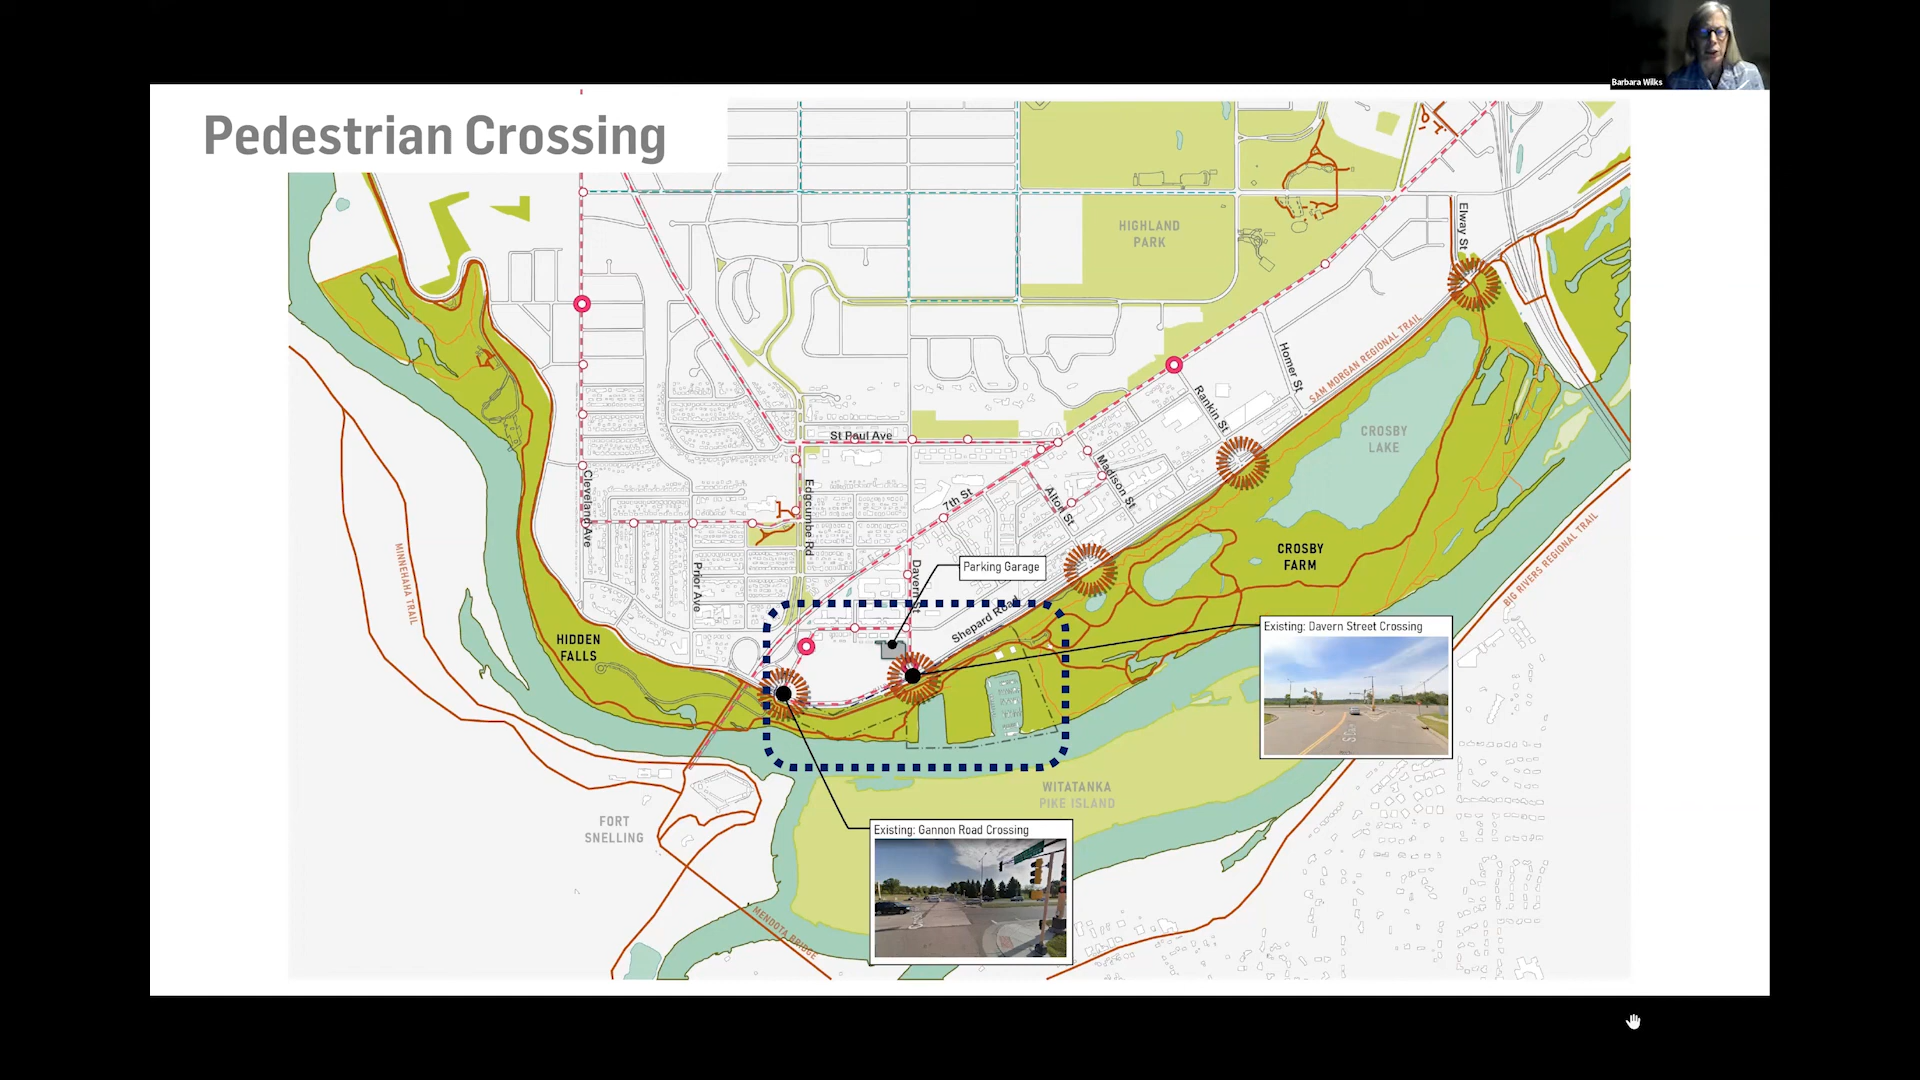 Barbara Wilks
Pedestrian Crossing
HIGHLAND
PARK
Elway St
SAM MORGAN REGIONAL TRAIL
Homer St
Rankin St
CROSBY
LAKE
St Paul Ave
Madison St
Alton St
7th St
Cleveland Ave
Edgcumbe Rd
MINNEHAHA TRAIL
Prior Ave
Davern St
Parking Garage
CROSBY
FARM
BIG RIVERS REGIONAL TRAIL
Shepard Road
HIDDEN
FALLS
Existing: Davern Street Crossing
WITATANKA
PIKE ISLAND
FORT
SNELLING
Existing: Gannon Road Crossing
MENDOTA BRIDGE